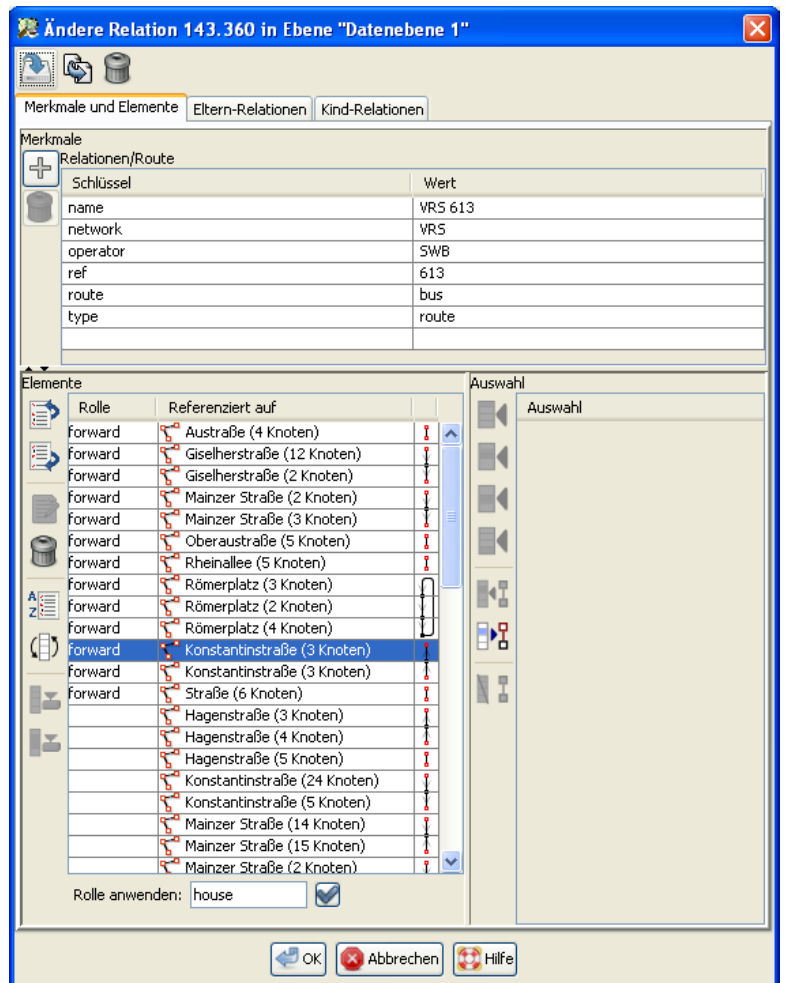 Ändere Relation 143.360 in Ebene "Datenebene 1"
Merkmale und Elemente Eltern-Relationen Kind-Relationen
Merkmale
Relationen/Route
Schlüssel Wert
name VRS 613
network VRS
operator SWB
ref 613
route bus
type route
Elemente Auswahl
Rolle Referenziert auf Auswahl
forward Austraße (4 Knoten)
forward Giselherstraße (12 Knoten)
forward Giselherstraße (2 Knoten)
forward Mainzer Straße (2 Knoten)
forward Mainzer Straße (3 Knoten)
forward Oberaustraße (5 Knoten)
forward Rheinallee (5 Knoten)
forward Römerplatz (3 Knoten)
forward Römerplatz (2 Knoten)
forward Römerplatz (4 Knoten)
forward Konstantinstraße (3 Knoten)
forward Konstantinstraße (3 Knoten)
forward Straße (6 Knoten)
Hagenstraße (3 Knoten)
Hagenstraße (4 Knoten)
Hagenstraße (5 Knoten)
Konstantinstraße (24 Knoten)
Konstantinstraße (5 Knoten)
Mainzer Straße (14 Knoten)
Mainzer Straße (15 Knoten)
Mainzer Straße (2 Knoten)
Rolle anwenden: house
OK Abbrechen Hilfe